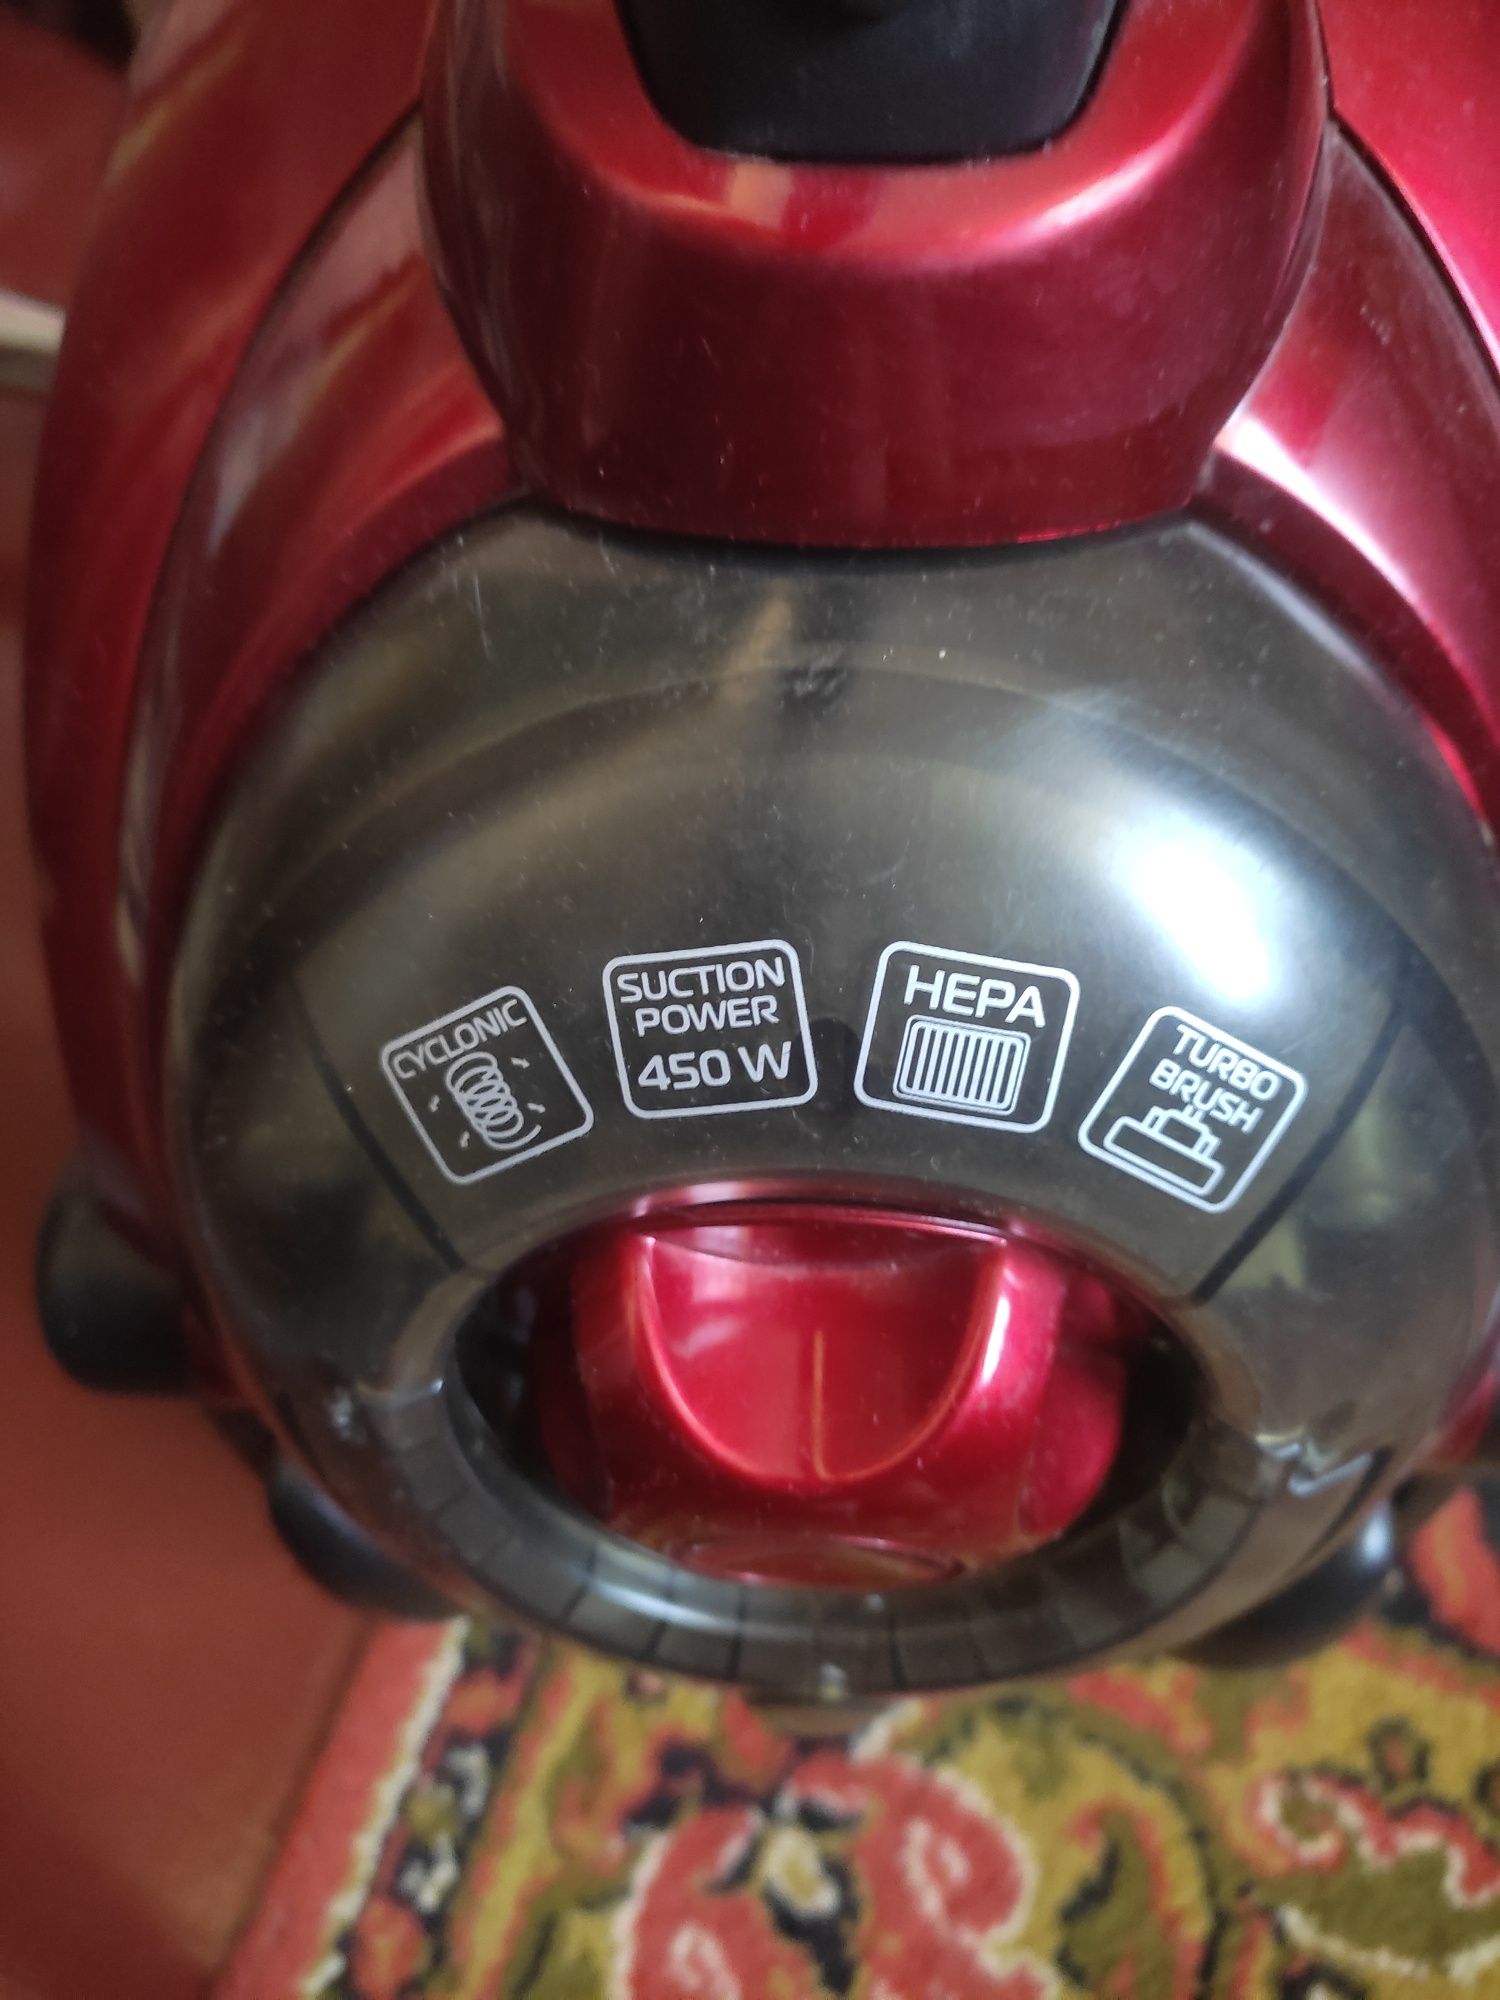 CYCLONIC
SUCTION
POWER
450 W
HEPA
TURBO
BRUSH